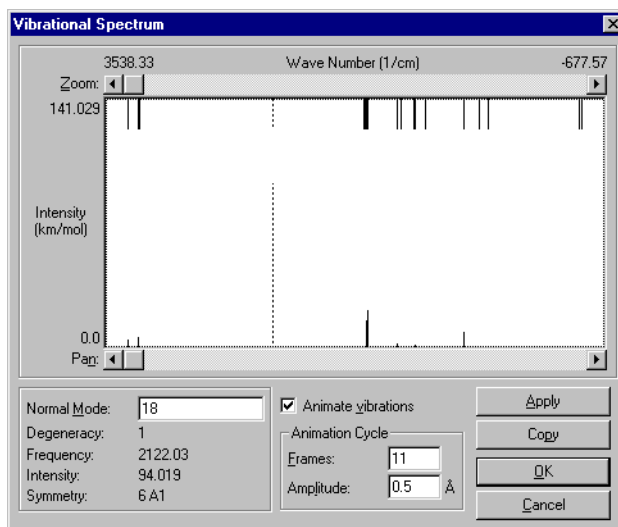 Vibrational Spectrum
3538.33 Wave Number (1/cm) -677.57
Zoom:
141.029
Intensity
(km/mol)
0.0
Pan:
Normal Mode: 18
Degeneracy: 1
Frequency: 2122.03
Intensity: 94.019
Symmetry: 6 A1
Animate vibrations
Animation Cycle
Frames: 11
Amplitude: 0.5 Å
Apply
Copy
OK
Cancel